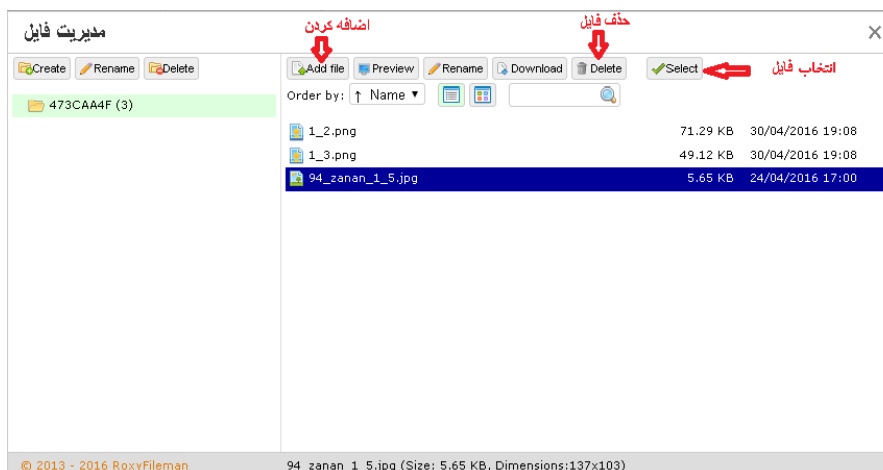 مدیریت فایل
اضافه کردن
حذف فایل
Create Rename Delete
Add file Preview Rename Download Delete Select
انتخاب فایل
Order by: ↑ Name ▼
473CAA4F (3)
1_2.png 71.29 KB 30/04/2016 19:08
1_3.png 49.12 KB 30/04/2016 19:08
94_zanan_1_5.jpg 5.65 KB 24/04/2016 17:00
© 2013 - 2016 RoxyFileman
94_zanan_1_5.jpg (Size: 5.65 KB, Dimensions:137x103)